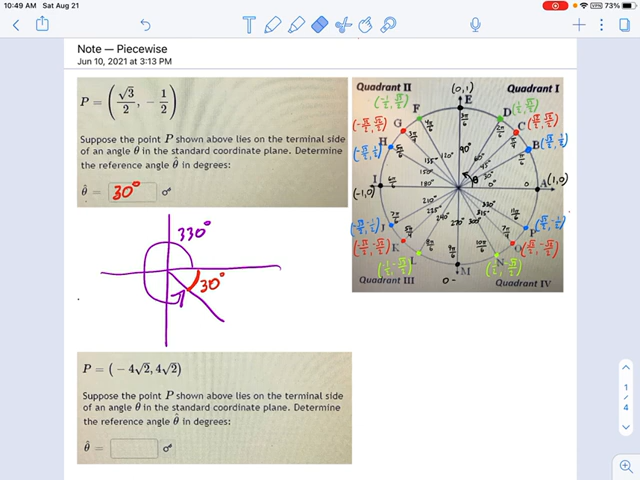 10:49 AM Sat Aug 21
73%
Note — Piecewise
Jun 10, 2021 at 3:13 PM
P = (√3/2, -1/2)
Suppose the point P shown above lies on the terminal side
of an angle θ in the standard coordinate plane. Determine
the reference angle θ̂ in degrees:
θ̂ = 30° o°
330°
30°
P = (-4√2, 4√2)
Suppose the point P shown above lies on the terminal side
of an angle θ in the standard coordinate plane. Determine
the reference angle θ̂ in degrees:
θ̂ = o°
Quadrant II (0,1) Quadrant I
E
F D
G C
H B
I A (1,0)
(-1,0)
90°
120° 60°
135° 45°
150° 30°
180° 0° 0
θ
210° 330°
225° 315°
240° 270° 300°
J P
K
L N
M
Quadrant III 0- Quadrant IV
1
4